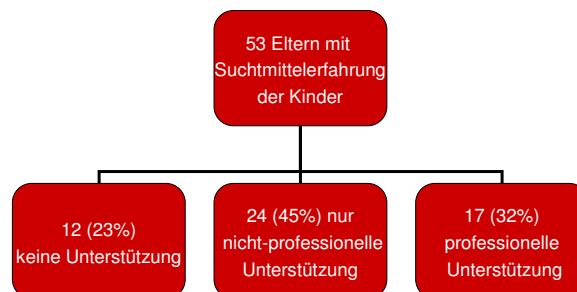 53 Eltern mit
Suchtmittelerfahrung
der Kinder
12 (23%)
keine Unterstützung
24 (45%) nur
nicht-professionelle
Unterstützung
17 (32%)
professionelle
Unterstützung